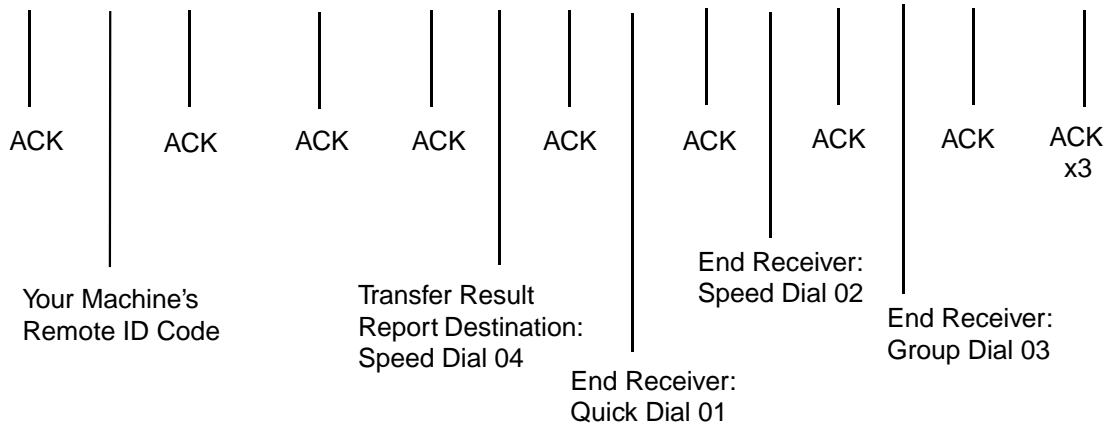 ACK ACK ACK ACK ACK ACK ACK ACK ACK
x3
Your Machine’s
Remote ID Code
Transfer Result
Report Destination:
Speed Dial 04
End Receiver:
Quick Dial 01
End Receiver:
Speed Dial 02
End Receiver:
Group Dial 03